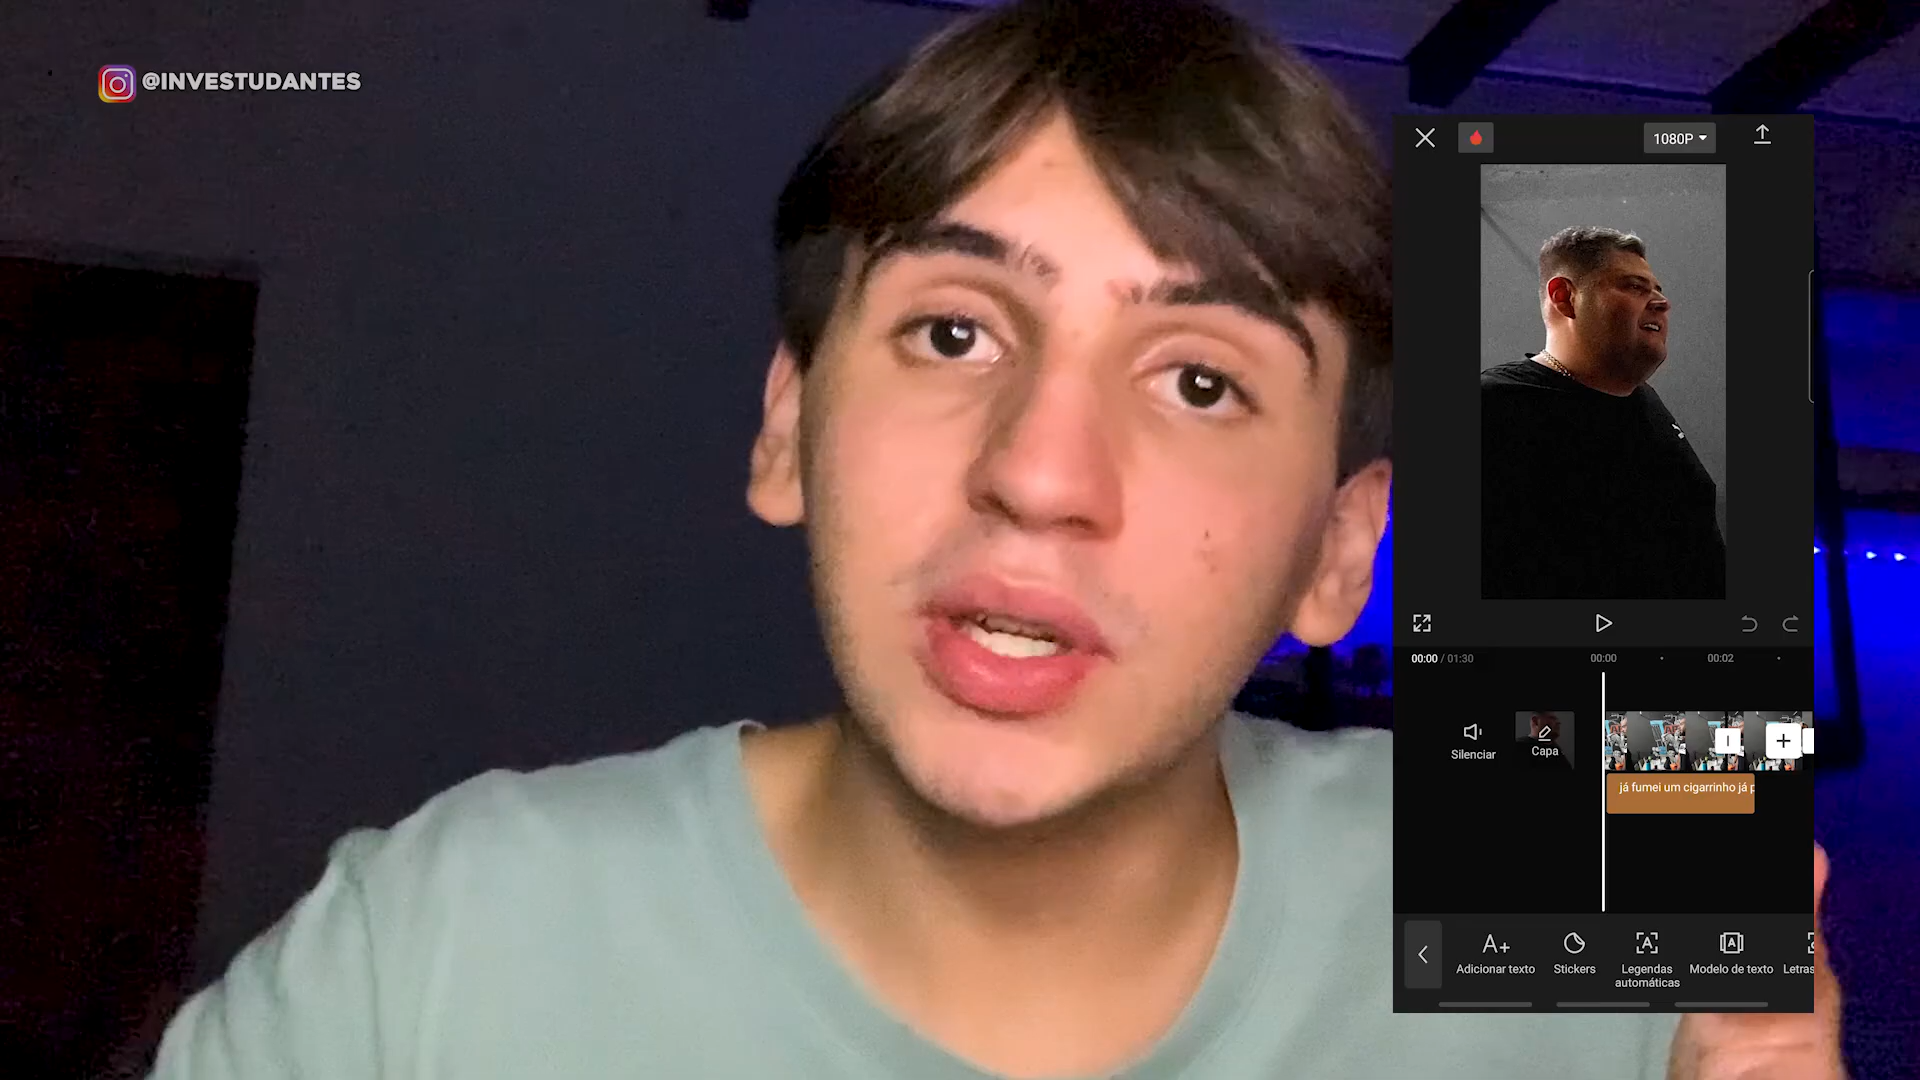 @INVESTUDANTES
1080P
00:00 / 01:30
00:00
00:02
Silenciar
Capa
já fumei um cigarrinho já p
Adicionar texto
Stickers
Legendas
automáticas
Modelo de texto
Letras